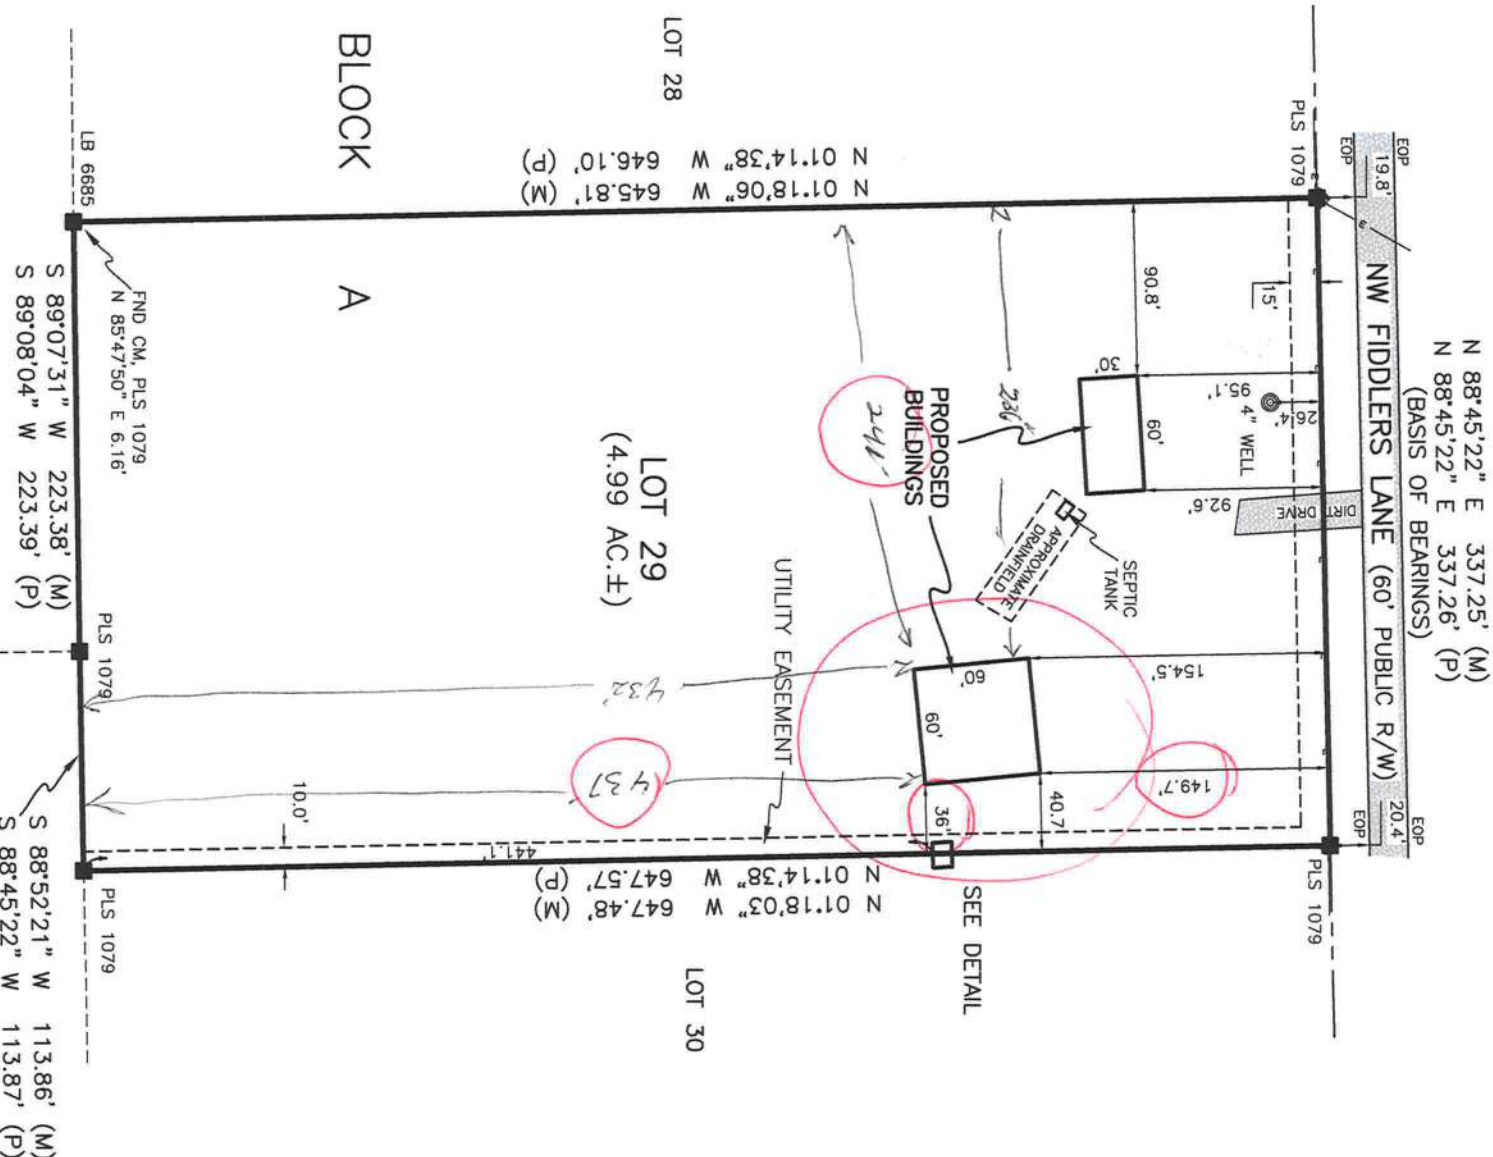 N 88°45'22" E 337.25' (M)
N 88°45'22" E 337.26' (P)
(BASIS OF BEARINGS)
EOP
EOP
19.8'
NW FIDDLERS LANE (60' PUBLIC R/W)
20.4'
EOP
EOP
PLS 1079
PLS 1079
15'
26.4'
4" WELL
DIRT DRIVE
95.1'
92.6'
90.8'
30'
60'
154.5'
149.7'
SEPTIC
TANK
APPROXIMATE
DRAINFIELD
PROPOSED
BUILDINGS
60'
60'
40.7'
36'
SEE DETAIL
UTILITY EASEMENT
LOT 28
N 01°14'38" W 646.10' (P)
N 01°18'06" W 645.81' (M)
LOT 29
(4.99 AC.±)
432'
437
LOT 30
N 01°14'38" W 647.57' (P)
N 01°18'03" W 647.48' (M)
441.1'
10.0'
BLOCK A
LB 6685
FND CM, PLS 1079
N 85°47'50" E 6.16'
PLS 1079
PLS 1079
S 89°07'31" W 223.38' (M)
S 89°08'04" W 223.39' (P)
S 88°52'21" W 113.86' (M)
S 88°45'22" W 113.87' (P)